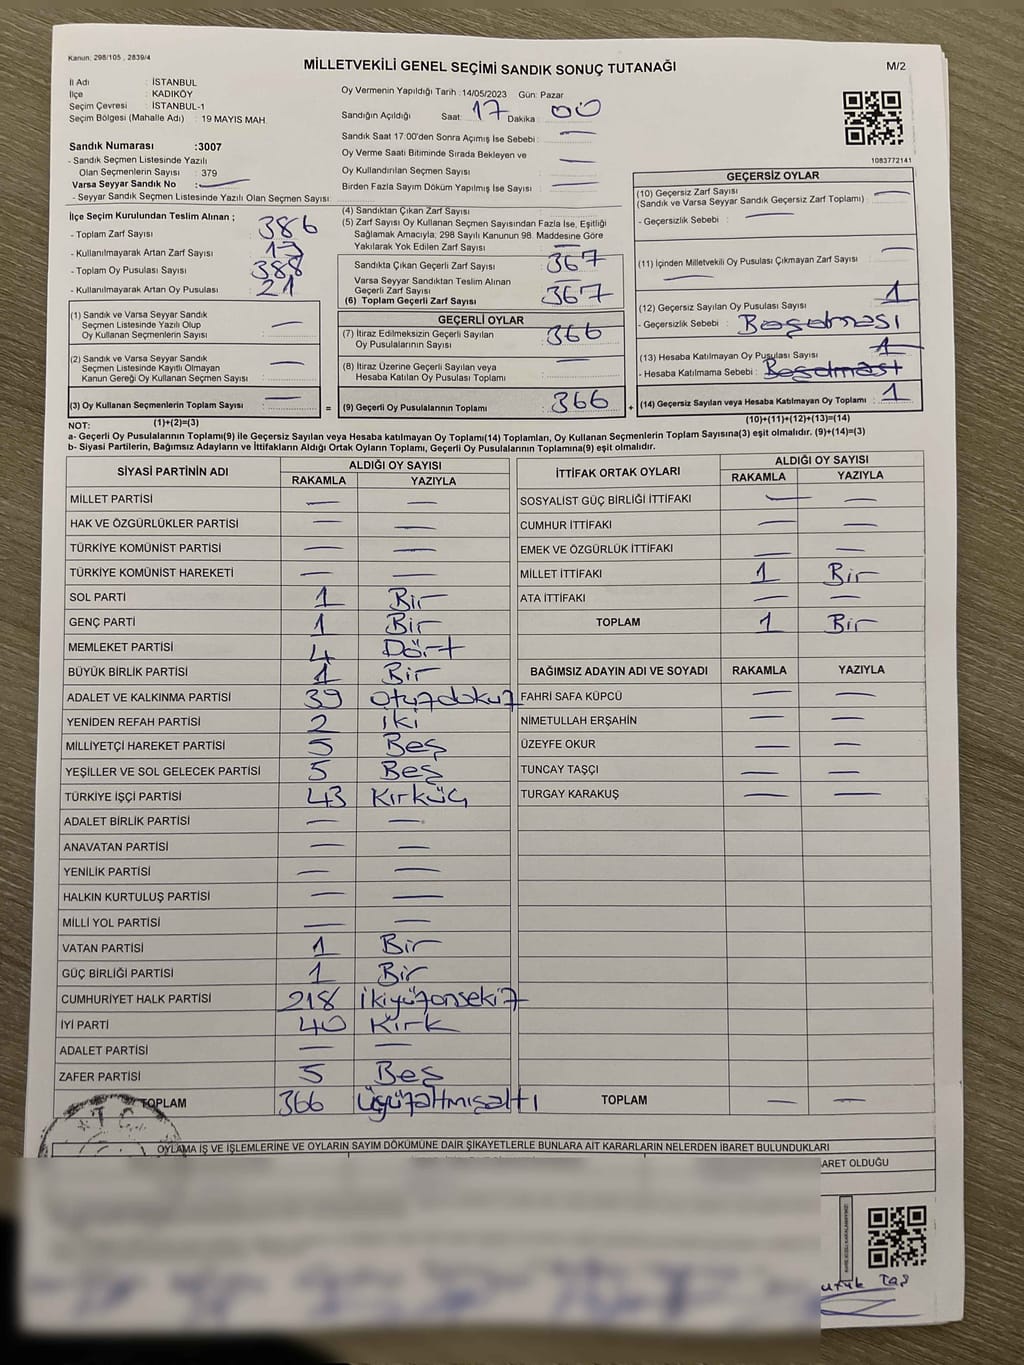 Kanun: 298/105 , 2839/4
MİLLETVEKİLİ GENEL SEÇİMİ SANDIK SONUÇ TUTANAĞI
M/2
İl Adı : İSTANBUL
İlçe : KADIKÖY
Seçim Çevresi : İSTANBUL-1
Seçim Bölgesi (Mahalle Adı) : 19 MAYIS MAH.
Sandık Numarası :3007
- Sandık Seçmen Listesinde Yazılı
Olan Seçmenlerin Sayısı : 379
Varsa Seyyar Sandık No : —
- Seyyar Sandık Seçmen Listesinde Yazılı Olan Seçmen Sayısı:
Oy Vermenin Yapıldığı Tarih : 14/05/2023 Gün: Pazar
Sandığın Açıldığı Saat: 17 Dakika : 00
Sandık Saat 17:00'den Sonra Açımış İse Sebebi : —
Oy Verme Saati Bitiminde Sırada Bekleyen ve
Oy Kullandırılan Seçmen Sayısı : —
Birden Fazla Sayım Döküm Yapılmış İse Sayısı : —
1083772141
İlçe Seçim Kurulundan Teslim Alınan ;
- Toplam Zarf Sayısı : 386
- Kullanılmayarak Artan Zarf Sayısı : 17
- Toplam Oy Pusulası Sayısı : 388
- Kullanılmayarak Artan Oy Pusulası : 21
(4) Sandıktan Çıkan Zarf Sayısı :
(5) Zarf Sayısı Oy Kullanan Seçmen Sayısından Fazla İse, Eşitliği
Sağlamak Amacıyla; 298 Sayılı Kanunun 98. Maddesine Göre
Yakılarak Yok Edilen Zarf Sayısı : —
Sandıkta Çıkan Geçerli Zarf Sayısı : 367
Varsa Seyyar Sandıktan Teslim Alınan
Geçerli Zarf Sayısı : —
(6) Toplam Geçerli Zarf Sayısı : 367
GEÇERSİZ OYLAR
(10) Geçersiz Zarf Sayısı : —
(Sandık ve Varsa Seyyar Sandık Geçersiz Zarf Toplamı)
- Geçersizlik Sebebi : —
(11) İçinden Milletvekili Oy Pusulası Çıkmayan Zarf Sayısı : —
(12) Geçersiz Sayılan Oy Pusulası Sayısı : 1
- Geçersizlik Sebebi : Boşolması
(13) Hesaba Katılmayan Oy Pusulası Sayısı : 1
- Hesaba Katılmama Sebebi : Boşolması
(14) Geçersiz Sayılan veya Hesaba Katılmayan Oy Toplamı : 1
(10)+(11)+(12)+(13)=(14)
(1) Sandık ve Varsa Seyyar Sandık
Seçmen Listesinde Yazılı Olup
Oy Kullanan Seçmenlerin Sayısı : —
(2) Sandık ve Varsa Seyyar Sandık
Seçmen Listesinde Kayıtlı Olmayan
Kanun Gereği Oy Kullanan Seçmen Sayısı : —
(3) Oy Kullanan Seçmenlerin Toplam Sayısı : —
(1)+(2)=(3)
GEÇERLİ OYLAR
(7) İtiraz Edilmeksizin Geçerli Sayılan
Oy Pusulalarının Sayısı : 366
(8) İtiraz Üzerine Geçerli Sayılan veya
Hesaba Katılan Oy Pusulası Toplamı : —
= (9) Geçerli Oy Pusulalarının Toplamı : 366 +
NOT:
a- Geçerli Oy Pusulalarının Toplamı(9) ile Geçersiz Sayılan veya Hesaba katılmayan Oy Toplamı(14) Toplamları, Oy Kullanan Seçmenlerin Toplam Sayısına(3) eşit olmalıdır. (9)+(14)=(3)
b- Siyasi Partilerin, Bağımsız Adayların ve İttifakların Aldığı Ortak Oyların Toplamı, Geçerli Oy Pusulalarının Toplamına(9) eşit olmalıdır.
SİYASİ PARTİNİN ADI ALDIĞI OY SAYISI
RAKAMLA YAZIYLA
MİLLET PARTİSİ — —
HAK VE ÖZGÜRLÜKLER PARTİSİ — —
TÜRKİYE KOMÜNİST PARTİSİ — —
TÜRKİYE KOMÜNİST HAREKETİ — —
SOL PARTİ 1 Bir
GENÇ PARTİ 1 Bir
MEMLEKET PARTİSİ 4 Dört
BÜYÜK BİRLİK PARTİSİ 1 Bir
ADALET VE KALKINMA PARTİSİ 39 otuzdokuz
YENİDEN REFAH PARTİSİ 2 iki
MİLLİYETÇİ HAREKET PARTİSİ 5 Beş
YEŞİLLER VE SOL GELECEK PARTİSİ 5 Beş
TÜRKİYE İŞÇİ PARTİSİ 43 Kırküç
ADALET BİRLİK PARTİSİ — —
ANAVATAN PARTİSİ — —
YENİLİK PARTİSİ — —
HALKIN KURTULUŞ PARTİSİ — —
MİLLİ YOL PARTİSİ — —
VATAN PARTİSİ 1 Bir
GÜÇ BİRLİĞİ PARTİSİ 1 Bir
CUMHURİYET HALK PARTİSİ 218 ikiyüzonsekiz
İYİ PARTİ 40 Kırk
ADALET PARTİSİ — —
ZAFER PARTİSİ 5 Beş
TOPLAM 366 üçyüzaltmışaltı
İTTİFAK ORTAK OYLARI ALDIĞI OY SAYISI
RAKAMLA YAZIYLA
SOSYALİST GÜÇ BİRLİĞİ İTTİFAKI — —
CUMHUR İTTİFAKI — —
EMEK VE ÖZGÜRLÜK İTTİFAKI — —
MİLLET İTTİFAKI 1 Bir
ATA İTTİFAKI — —
TOPLAM 1 Bir
BAĞIMSIZ ADAYIN ADI VE SOYADI RAKAMLA YAZIYLA
FAHRİ SAFA KÜPCÜ — —
NİMETULLAH ERŞAHİN — —
ÜZEYFE OKUR — —
TUNCAY TAŞÇI — —
TURGAY KARAKUŞ — —
TOPLAM — —
T.C.
OYLAMA İŞ VE İŞLEMLERİNE VE OYLARIN SAYIM DÖKÜMÜNE DAİR ŞİKAYETLERLE BUNLARA AİT KARARLARIN NELERDEN İBARET BULUNDUKLARI
ARET OLDUĞU